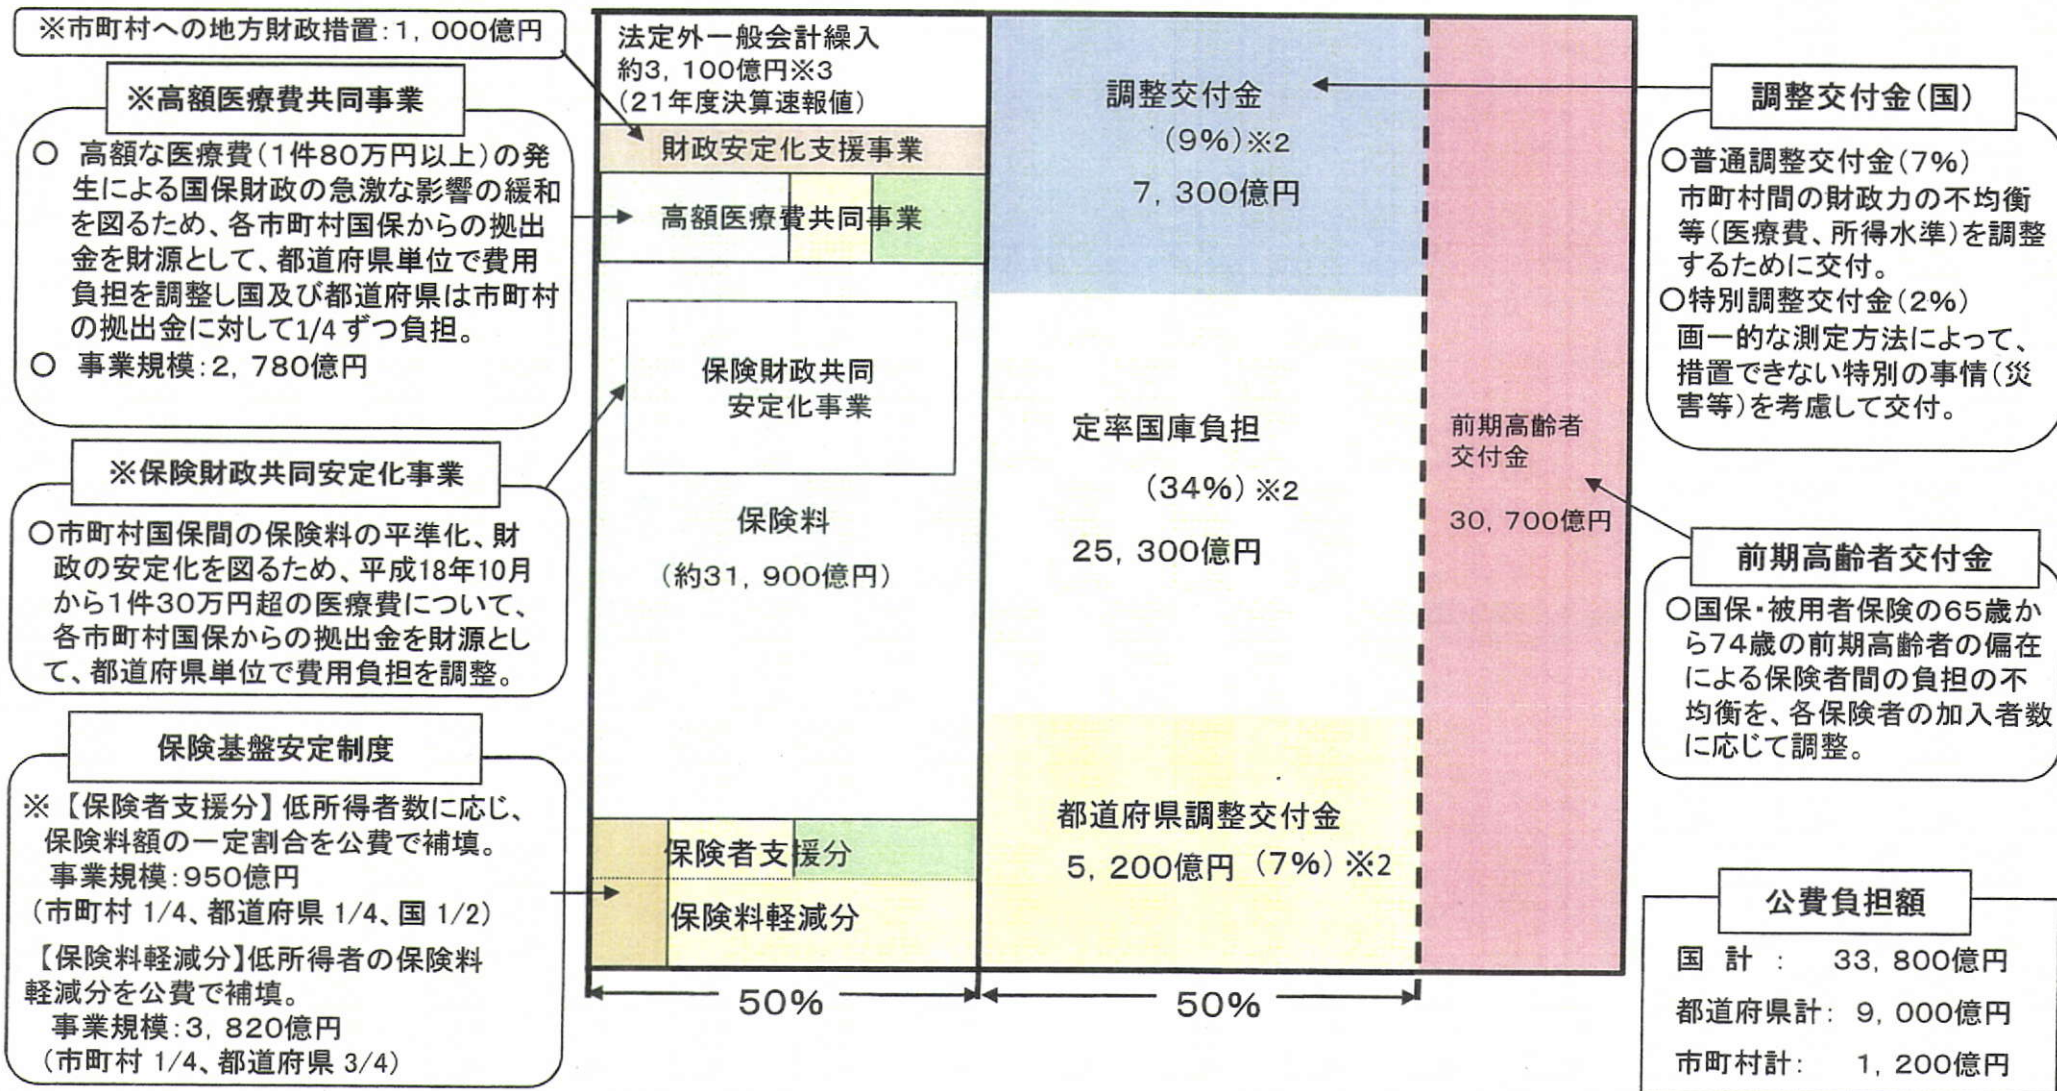 ※市町村への地方財政措置:1,000億円
※高額医療費共同事業
○ 高額な医療費(1件80万円以上)の発
生による国保財政の急激な影響の緩和
を図るため、各市町村国保からの拠出
金を財源として、都道府県単位で費用
負担を調整し国及び都道府県は市町村
の拠出金に対して1/4ずつ負担。
○ 事業規模:2,780億円
※保険財政共同安定化事業
○市町村国保間の保険料の平準化、財
政の安定化を図るため、平成18年10月
から1件30万円超の医療費について、
各市町村国保からの拠出金を財源とし
て、都道府県単位で費用負担を調整。
保険基盤安定制度
※【保険者支援分】低所得者数に応じ、
保険料額の一定割合を公費で補填。
事業規模:950億円
(市町村 1/4、都道府県 1/4、国 1/2)
【保険料軽減分】低所得者の保険料
軽減分を公費で補填。
事業規模:3,820億円
(市町村 1/4、都道府県 3/4)
法定外一般会計繰入
約3,100億円※3
(21年度決算速報値)
財政安定化支援事業
高額医療費共同事業
保険財政共同
安定化事業
保険料
(約31,900億円)
保険者支援分
保険料軽減分
50%
調整交付金
(9%)※2
7,300億円
定率国庫負担
(34%)※2
25,300億円
都道府県調整交付金
5,200億円 (7%)※2
50%
前期高齢者
交付金
30,700億円
調整交付金(国)
○普通調整交付金(7%)
市町村間の財政力の不均衡
等(医療費、所得水準)を調整
するために交付。
○特別調整交付金(2%)
画一的な測定方法によって、
措置できない特別の事情(災
害等)を考慮して交付。
前期高齢者交付金
○国保・被用者保険の65歳か
ら74歳の前期高齢者の偏在
による保険者間の負担の不
均衡を、各保険者の加入者数
に応じて調整。
公費負担額
国 計 : 33,800億円
都道府県計: 9,000億円
市町村計: 1,200億円